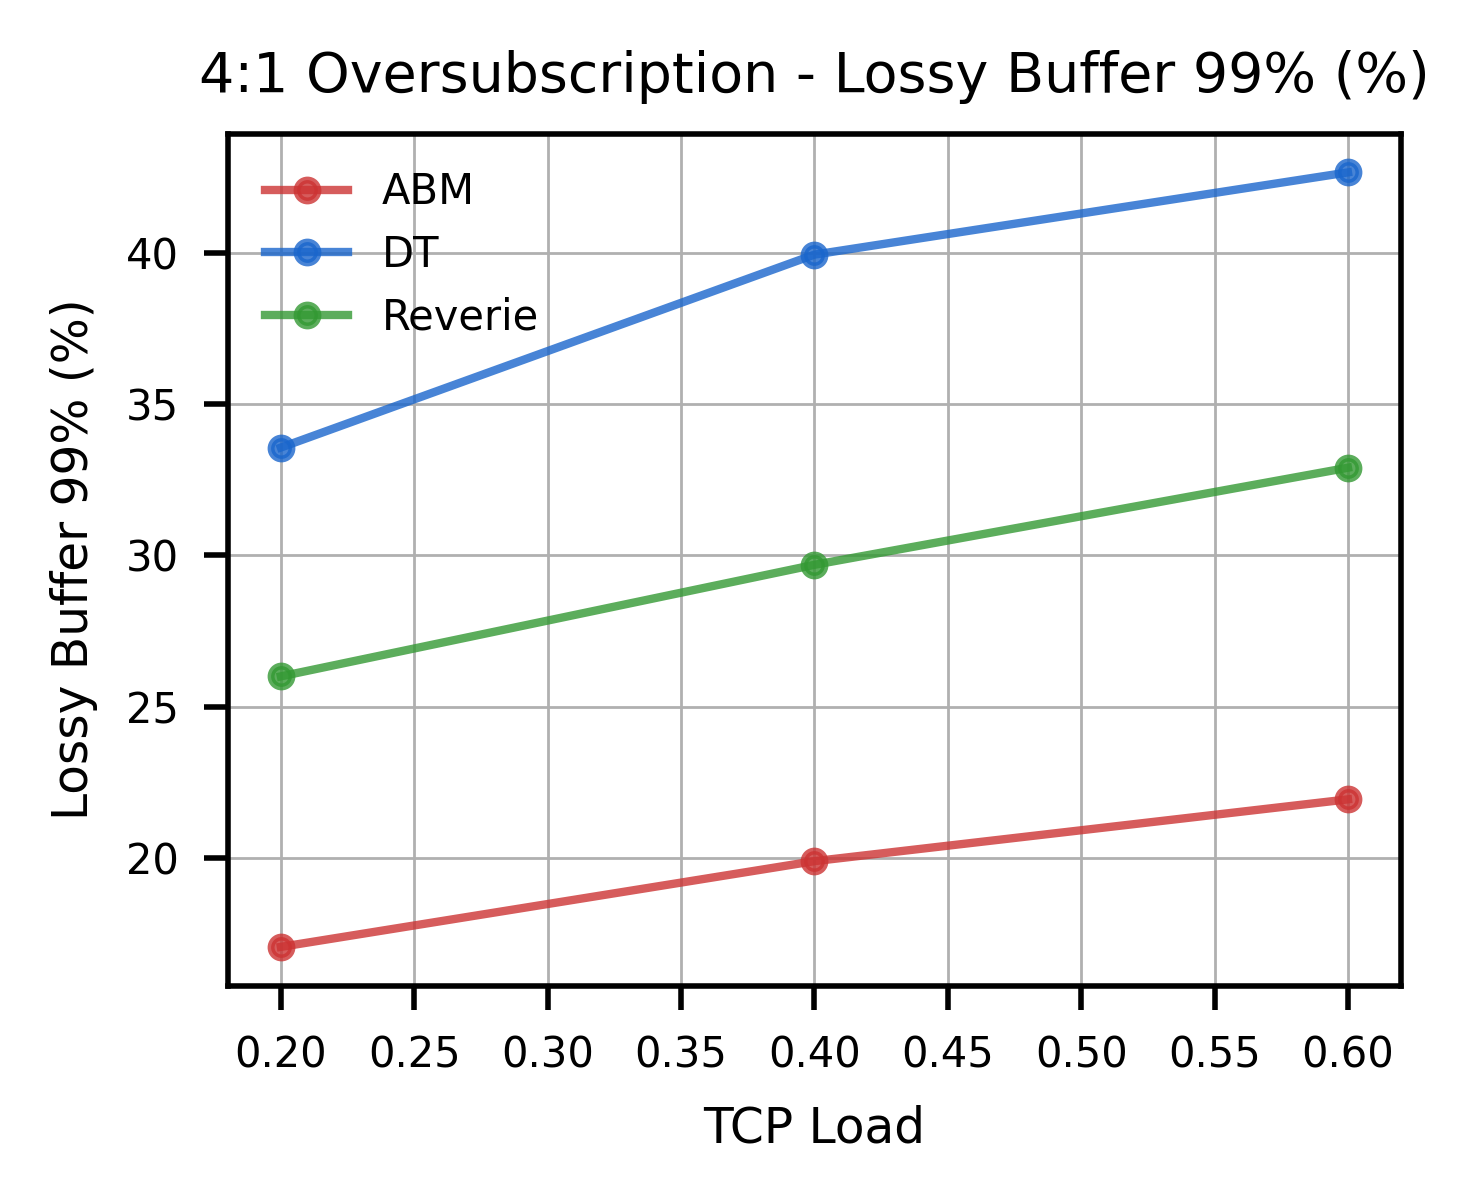 4:1 Oversubscription - Lossy Buffer 99% (%)
ABM
DT
Reverie
Lossy Buffer 99% (%)
40
35
30
25
20
0.20 0.25 0.30 0.35 0.40 0.45 0.50 0.55 0.60
TCP Load